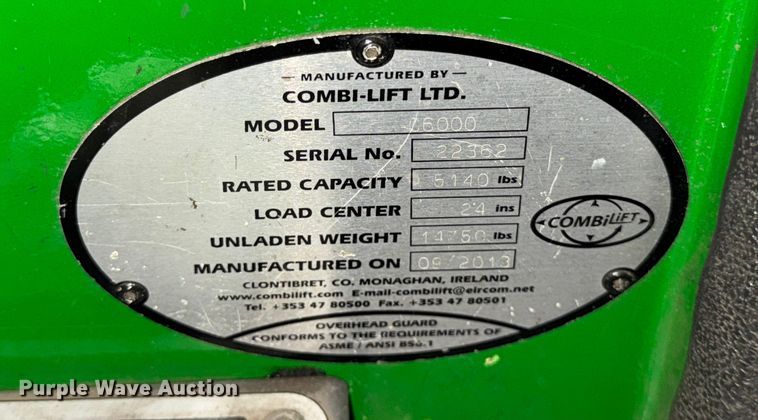 — MANUFACTURED BY —
COMBI-LIFT LTD.
MODEL C6000
SERIAL No. 22362
RATED CAPACITY 5140 lbs
LOAD CENTER 24 ins
UNLADEN WEIGHT 14750 lbs
MANUFACTURED ON 09/2013
COMBiLiFT
CLONTIBRET, CO. MONAGHAN, IRELAND
www.combilift.com E-mail-combilift@eircom.net
Tel. +353 47 80500 Fax. +353 47 80501
OVERHEAD GUARD
CONFORMS TO THE REQUIREMENTS OF
ASME / ANSI B56.1
Purple Wave Auction